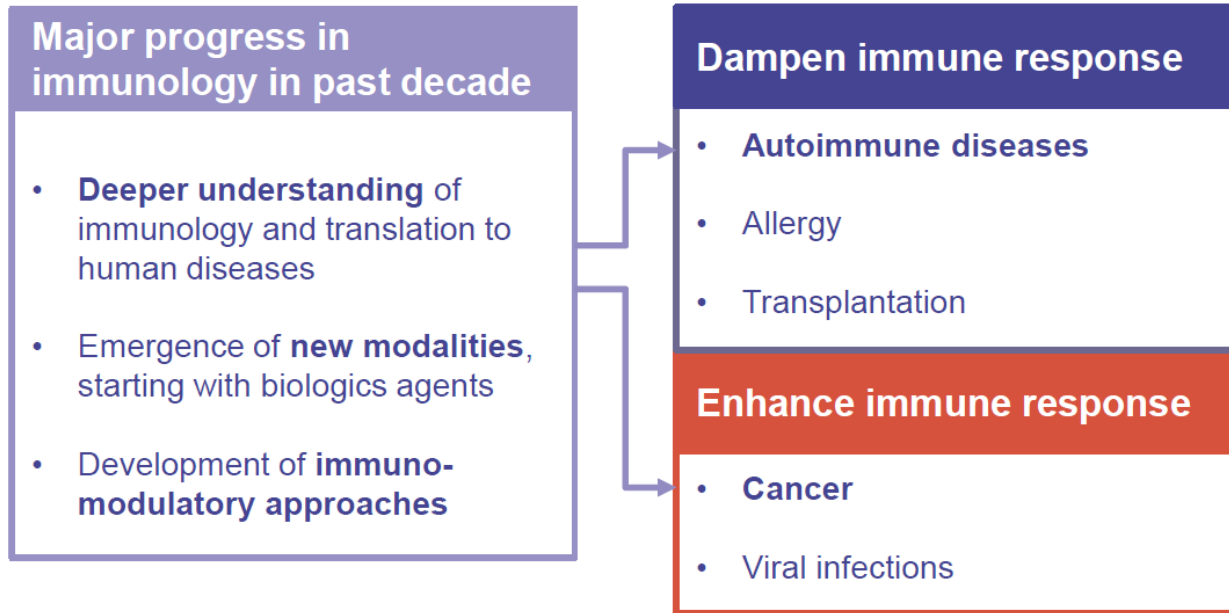 Major progress in
immunology in past decade
• Deeper understanding of
immunology and translation to
human diseases
• Emergence of new modalities,
starting with biologics agents
• Development of immuno-
modulatory approaches
Dampen immune response
• Autoimmune diseases
• Allergy
• Transplantation
Enhance immune response
• Cancer
• Viral infections